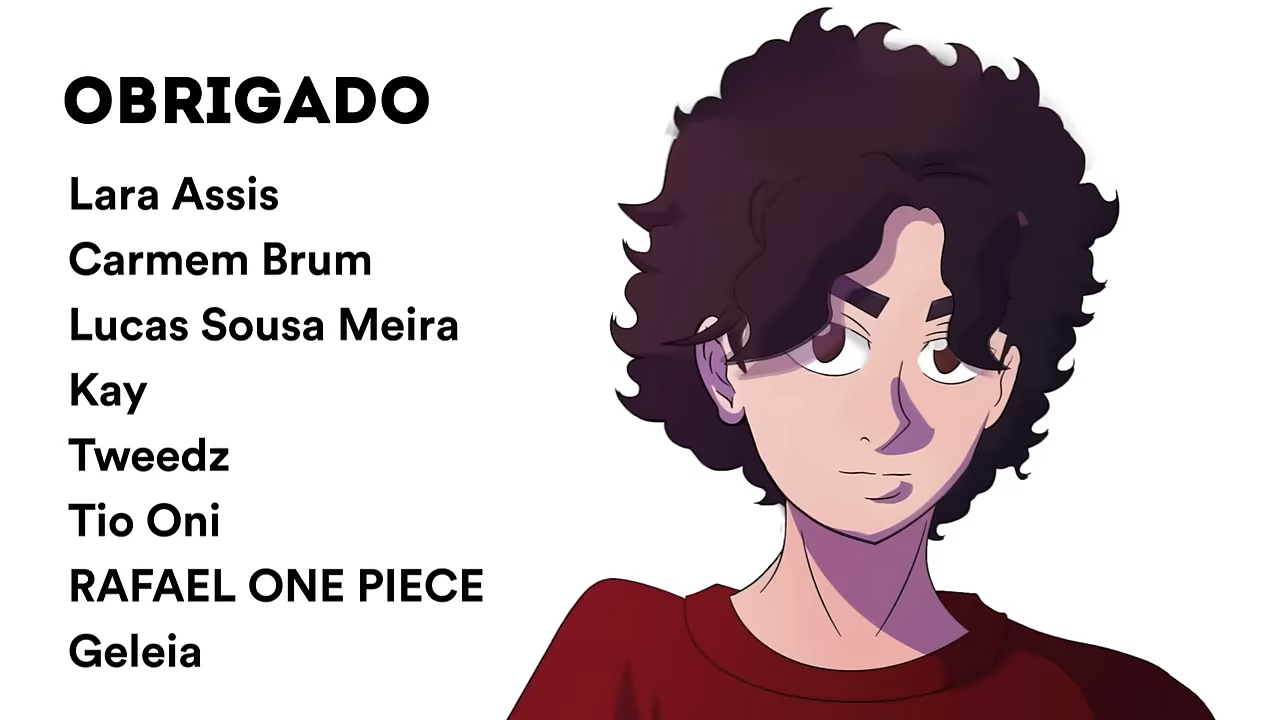 OBRIGADO
Lara Assis
Carmem Brum
Lucas Sousa Meira
Kay
Tweedz
Tio Oni
RAFAEL ONE PIECE
Geleia